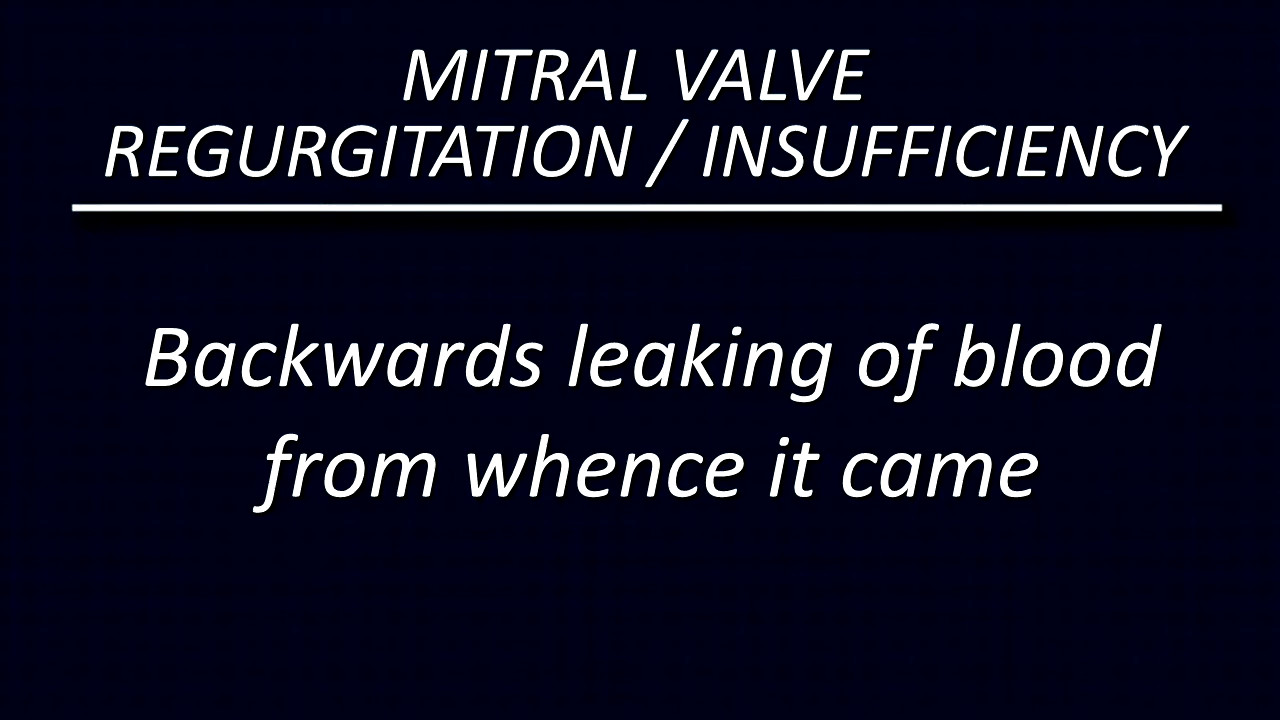 MITRAL VALVE
REGURGITATION / INSUFFICIENCY
Backwards leaking of blood
from whence it came